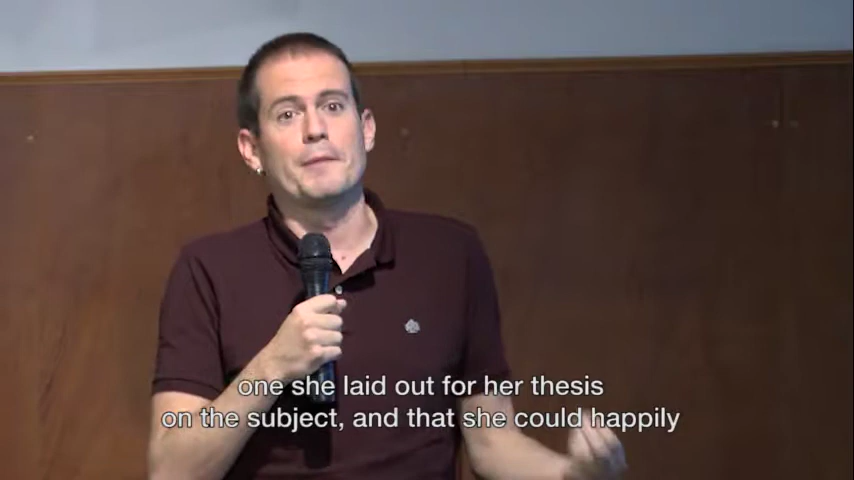 one she laid out for her thesis
on the subject, and that she could happily